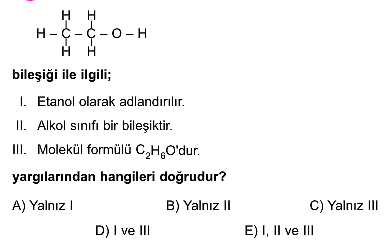 H H
H – C – C – O – H
H H
bileşiği ile ilgili;
I. Etanol olarak adlandırılır.
II. Alkol sınıfı bir bileşiktir.
III. Molekül formülü C₂H₆O'dur.
yargılarından hangileri doğrudur?
A) Yalnız I B) Yalnız II C) Yalnız III
D) I ve III E) I, II ve III